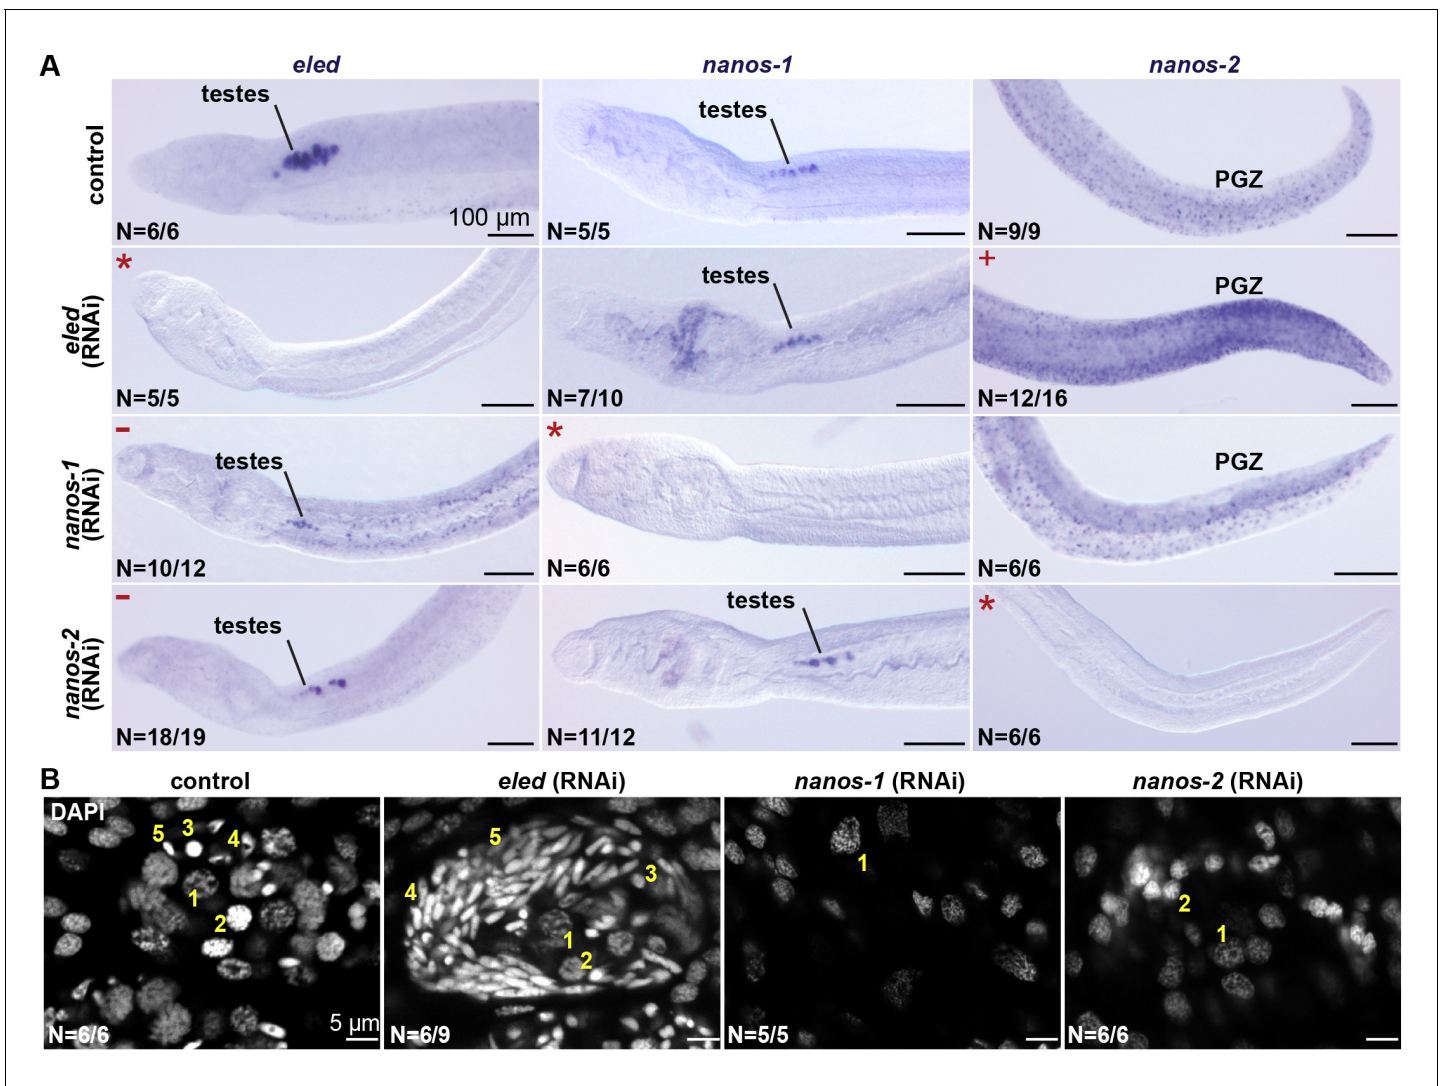 A
eled
nanos-1
nanos-2
control
testes
100 µm
N=6/6
testes
N=5/5
PGZ
N=9/9
eled
(RNAi)
*
N=5/5
testes
N=7/10
+
PGZ
N=12/16
nanos-1
(RNAi)
–
testes
N=10/12
*
N=6/6
PGZ
N=6/6
nanos-2
(RNAi)
–
testes
N=18/19
testes
N=11/12
*
N=6/6
B
control
eled (RNAi)
nanos-1 (RNAi)
nanos-2 (RNAi)
DAPI
5 3 4
1
2
N=6/6
5 µm
5
3
4
1
2
N=6/9
1
N=5/5
2
1
N=6/6